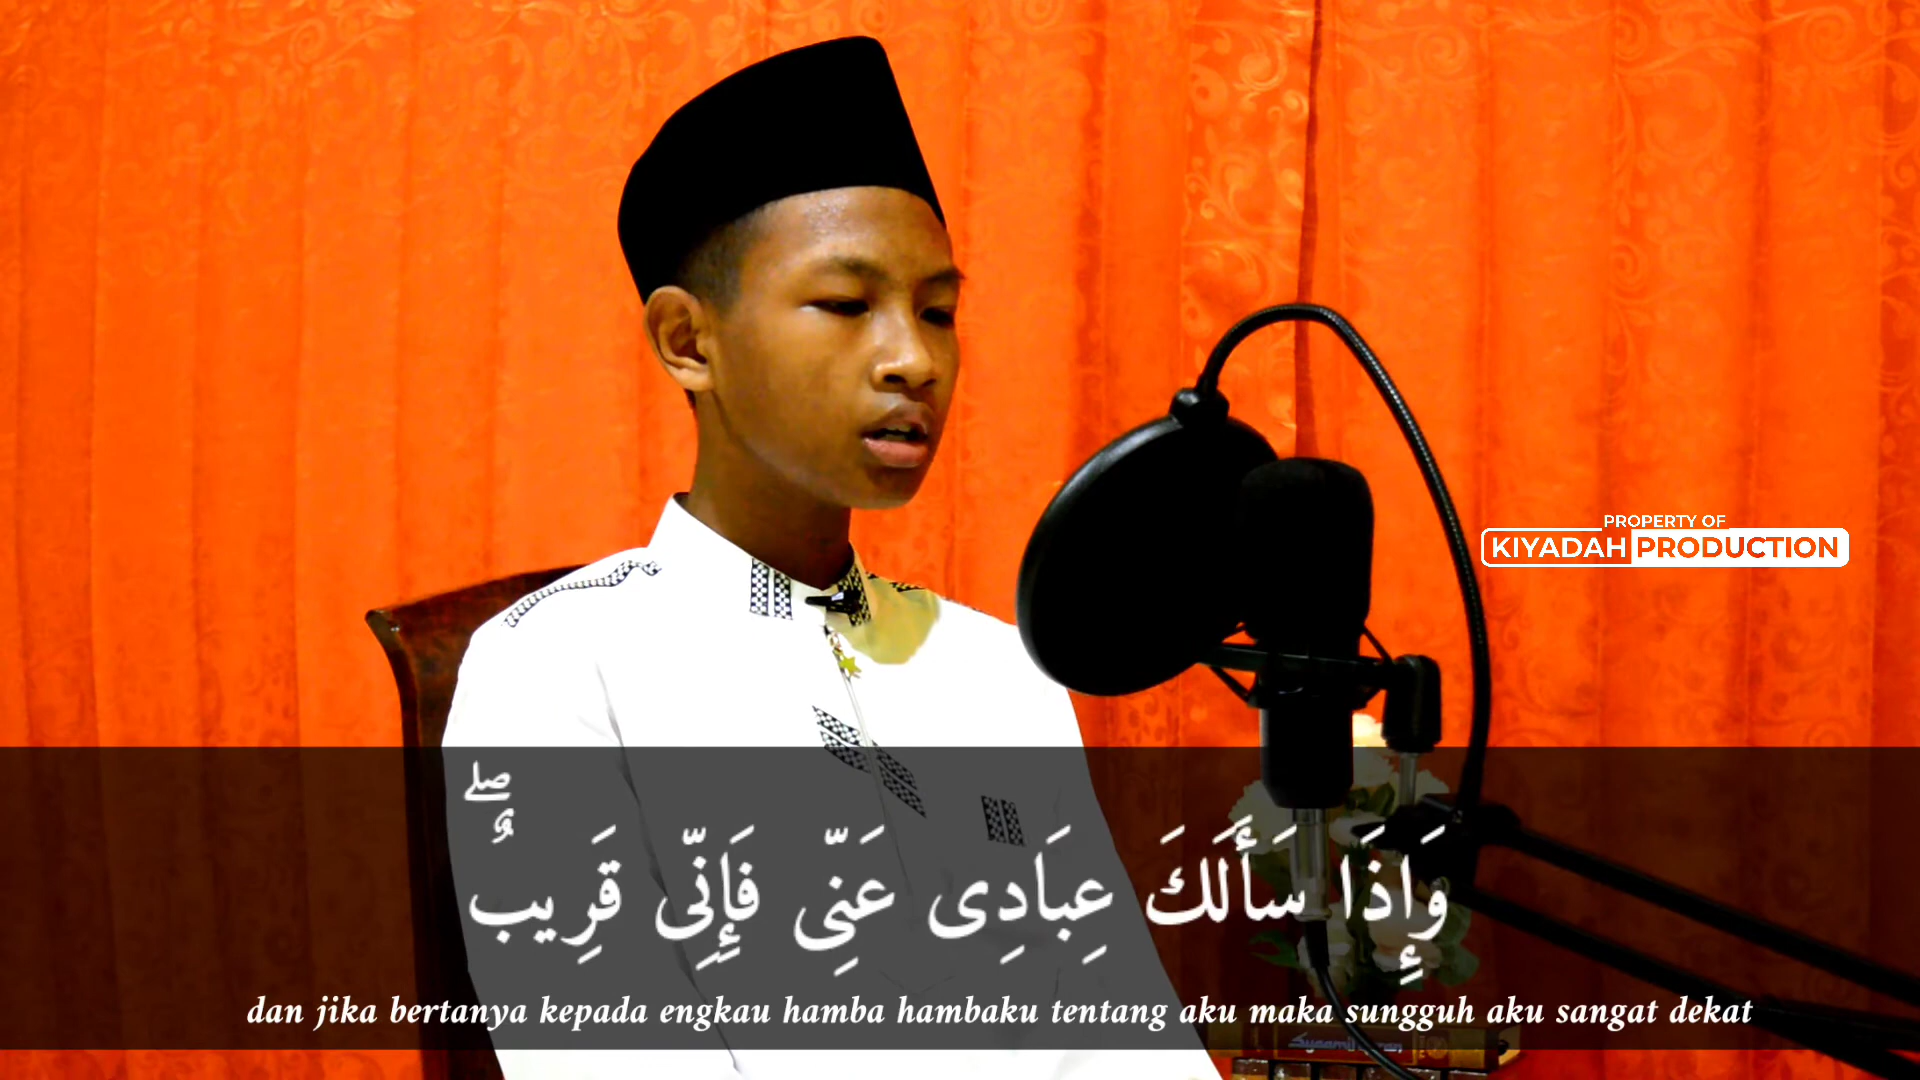 PROPERTY OF
KIYADAH PRODUCTION
وَإِذَا سَأَلَكَ عِبَادِى عَنِّى فَإِنِّى قَرِيبٌ ۖ
dan jika bertanya kepada engkau hamba hambaku tentang aku maka sungguh aku sangat dekat